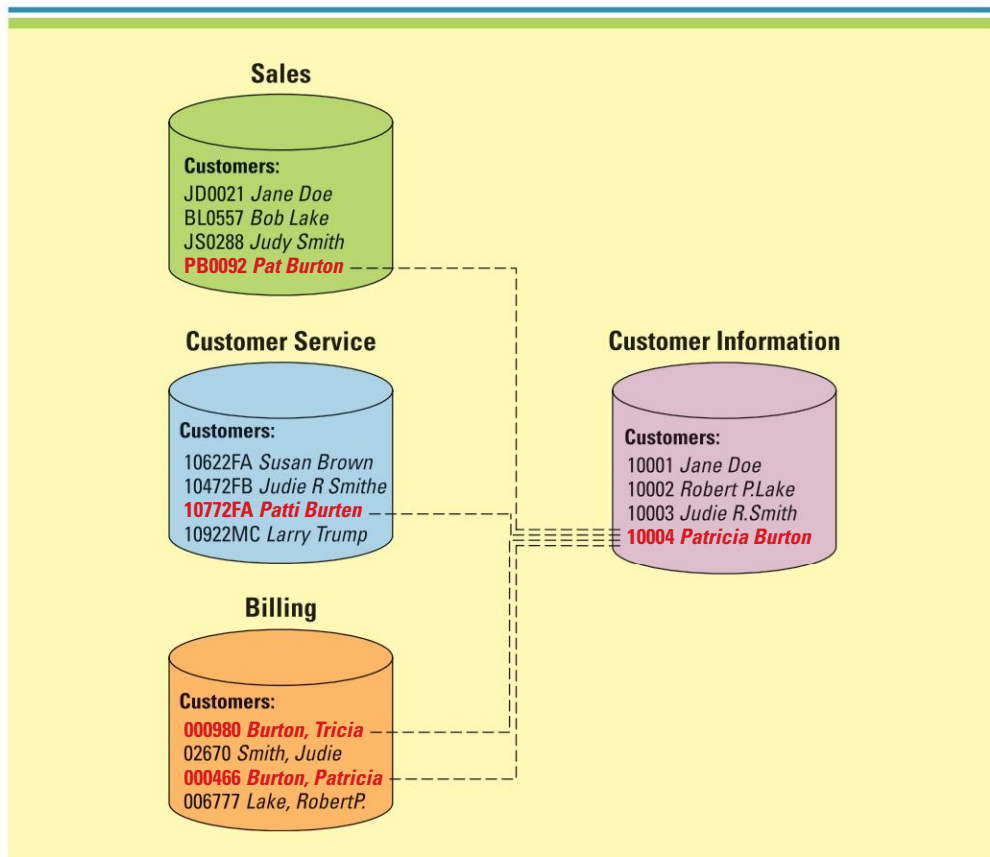 Sales
Customers:
JD0021 Jane Doe
BL0557 Bob Lake
JS0288 Judy Smith
PB0092 Pat Burton
Customer Service
Customers:
10622FA Susan Brown
10472FB Judie R Smithe
10772FA Patti Burten
10922MC Larry Trump
Billing
Customers:
000980 Burton, Tricia
02670 Smith, Judie
000466 Burton, Patricia
006777 Lake, RobertP.
Customer Information
Customers:
10001 Jane Doe
10002 Robert P.Lake
10003 Judie R.Smith
10004 Patricia Burton